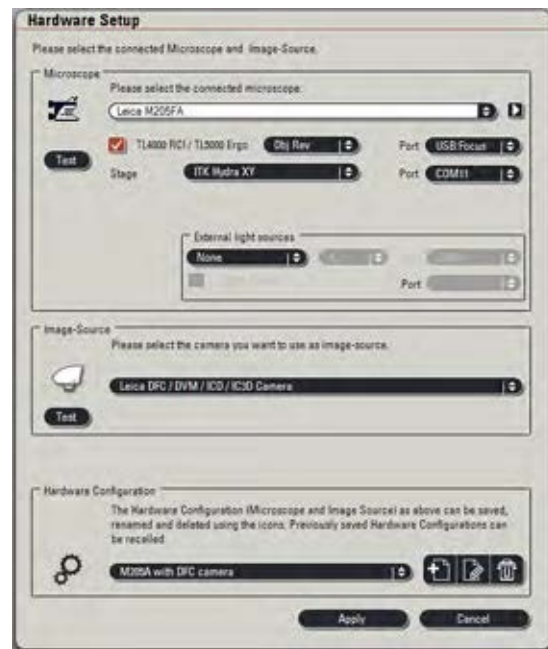 Hardware Setup
Please select the connected Microscope and Image-Source.
Microscope
Please select the connected microscope.
Leica M205FA
TL4000 RCI / TL5000 Ergo Obj Rev Port USB:Focus
Test
Stage ITK Hydra XY Port COM11
External light sources
None
Port
Image-Source
Please select the camera you want to use as image-source.
Leica DFC / DVM / ICD / IC3D Camera
Test
Hardware Configuration
The Hardware Configuration (Microscope and Image Source) as above can be saved,
renamed and deleted using the icons. Previously saved Hardware Configurations can
be recalled
M205A with DFC camera
Apply Cancel